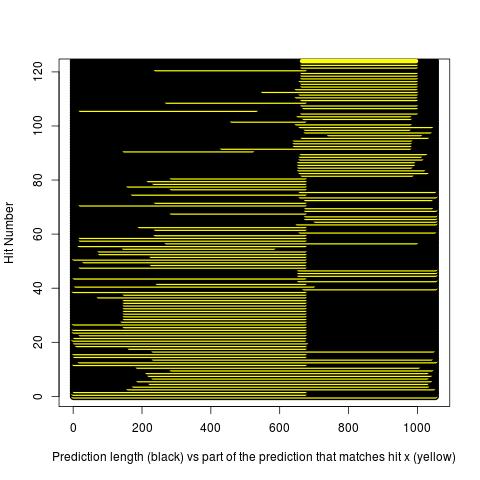 120
100
80
60
40
20
0
Hit Number
0 200 400 600 800 1000
Prediction length (black) vs part of the prediction that matches hit x (yellow)